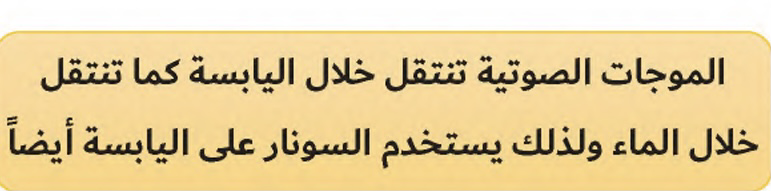 الموجات الصوتية تنتقل خلال اليابسة كما تنتقل
خلال الماء ولذلك يستخدم السونار على اليابسة أيضاً